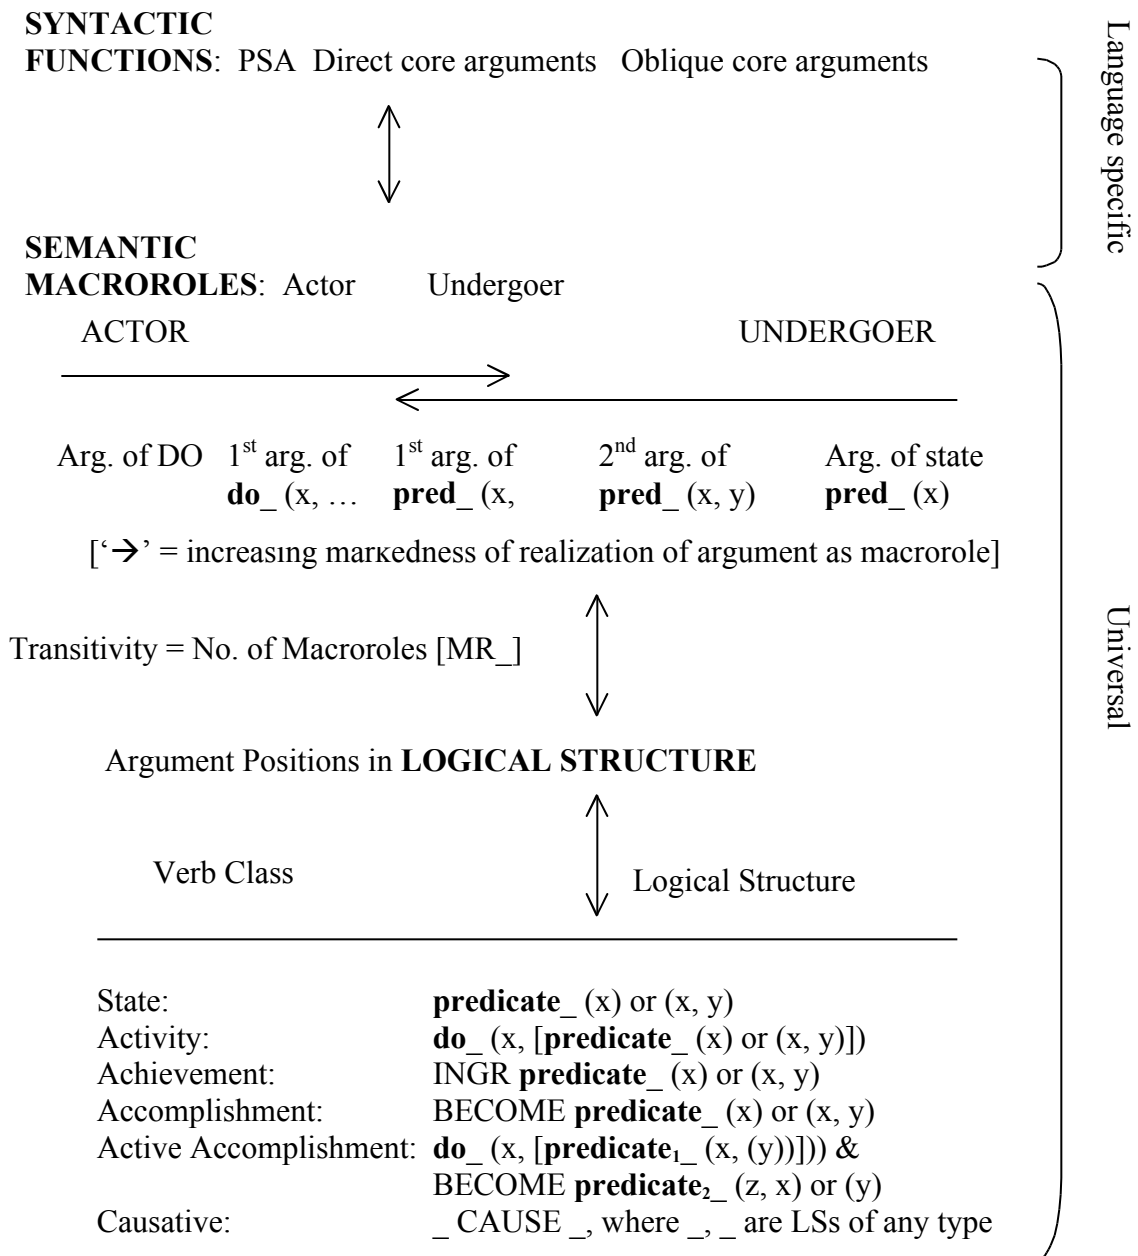 SYNTACTIC
FUNCTIONS: PSA Direct core arguments Oblique core arguments
Language specific
SEMANTIC
MACROROLES: Actor Undergoer
ACTOR UNDERGOER
Arg. of DO 1st arg. of 1st arg. of 2nd arg. of Arg. of state
do_ (x, … pred_ (x, pred_ (x, y) pred_ (x)
[‘→’ = increasing markedness of realization of argument as macrorole]
Transitivity = No. of Macroroles [MR_]
Universal
Argument Positions in LOGICAL STRUCTURE
Verb Class Logical Structure
State: predicate_ (x) or (x, y)
Activity: do_ (x, [predicate_ (x) or (x, y)])
Achievement: INGR predicate_ (x) or (x, y)
Accomplishment: BECOME predicate_ (x) or (x, y)
Active Accomplishment: do_ (x, [predicate₁_ (x, (y))])) &
BECOME predicate₂_ (z, x) or (y)
Causative: _ CAUSE _, where _, _ are LSs of any type